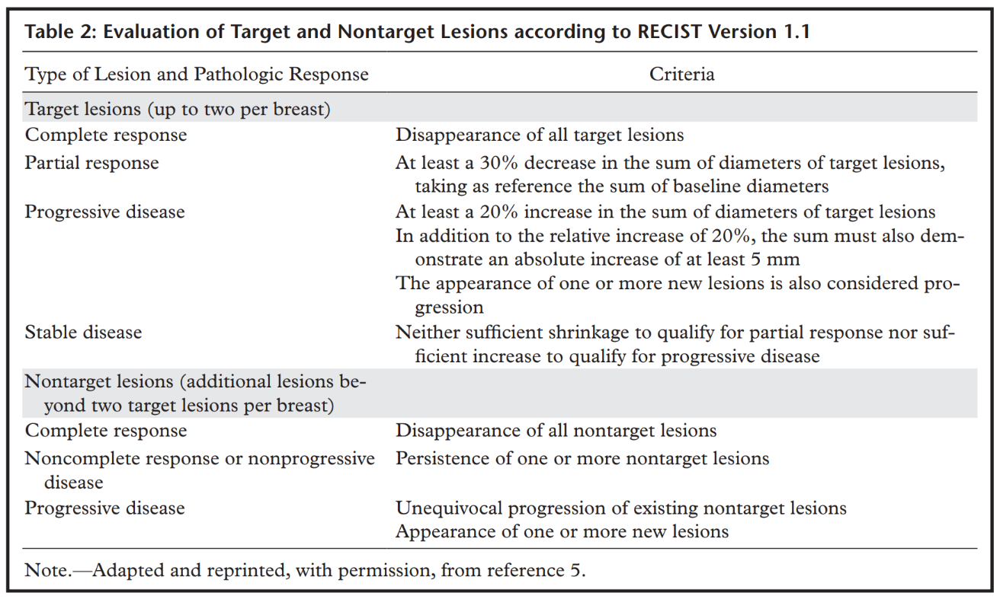 Table 2: Evaluation of Target and Nontarget Lesions according to RECIST Version 1.1
Type of Lesion and Pathologic Response
Criteria
Target lesions (up to two per breast)
Complete response
Disappearance of all target lesions
Partial response
At least a 30% decrease in the sum of diameters of target lesions,
taking as reference the sum of baseline diameters
Progressive disease
At least a 20% increase in the sum of diameters of target lesions
In addition to the relative increase of 20%, the sum must also dem-
onstrate an absolute increase of at least 5 mm
The appearance of one or more new lesions is also considered pro-
gression
Stable disease
Neither sufficient shrinkage to qualify for partial response nor suf-
ficient increase to qualify for progressive disease
Nontarget lesions (additional lesions be-
yond two target lesions per breast)
Complete response
Disappearance of all nontarget lesions
Noncomplete response or nonprogressive
disease
Persistence of one or more nontarget lesions
Progressive disease
Unequivocal progression of existing nontarget lesions
Appearance of one or more new lesions
Note.—Adapted and reprinted, with permission, from reference 5.